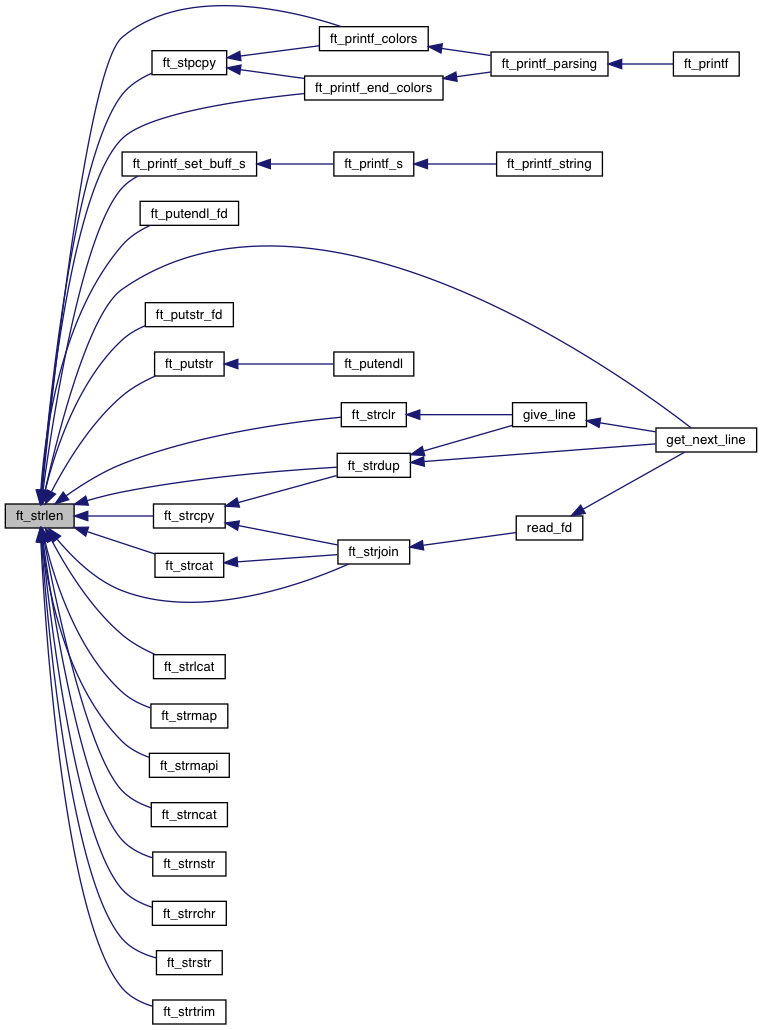 ft_printf_colors
ft_stpcpy
ft_printf_parsing
ft_printf
ft_printf_end_colors
ft_printf_set_buff_s
ft_printf_s
ft_printf_string
ft_putendl_fd
ft_putstr_fd
ft_putstr
ft_putendl
ft_strclr
give_line
get_next_line
ft_strdup
ft_strlen
ft_strcpy
read_fd
ft_strjoin
ft_strcat
ft_strlcat
ft_strmap
ft_strmapi
ft_strncat
ft_strnstr
ft_strrchr
ft_strstr
ft_strtrim